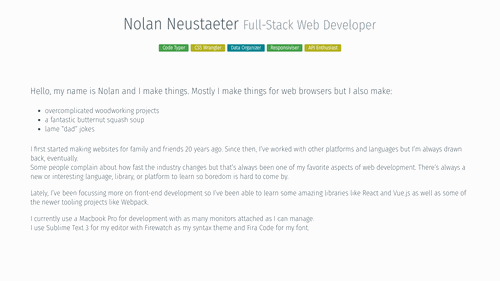 Nolan Neustaeter Full-Stack Web Developer
Code Typer CSS Wrangler Data Organiser Responsiviser API Enthusiast
Hello, my name is Nolan and I make things. Mostly I make things for web browsers but I also make:
overcomplicated woodworking projects
a fantastic butternut squash soup
lame "dad" jokes
I first started making websites for family and friends 20 years ago. Since then, I've worked with other platforms and languages but I'm always drawn
back, eventually.
Some people complain about how fast the industry changes but that's always been one of my favorite aspects of web development. There's always a
new or interesting language, library, or platform to learn so boredom is hard to come by.
Lately, I've been focussing more on front-end development so I've been able to learn some amazing libraries like React and Vue.js as well as some of
the newer tooling projects like Webpack.
I currently use a Macbook Pro for development with as many monitors attached as I can manage.
I use Sublime Text 3 for my editor with Firewatch as my syntax theme and Fira Code for my font.